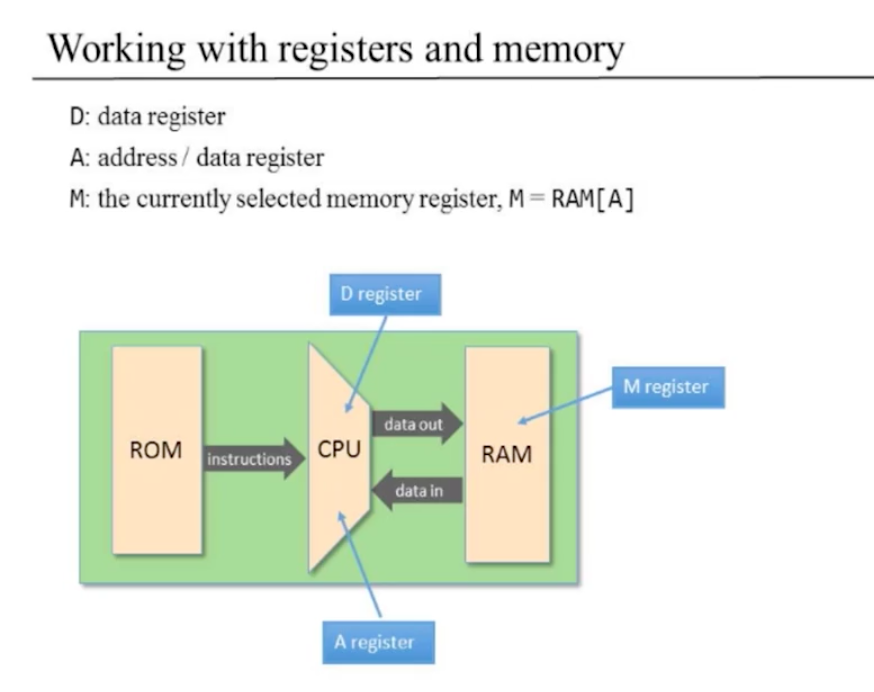 Working with registers and memory
D: data register
A: address / data register
M: the currently selected memory register, M = RAM[A]
D register
M register
data out
ROM
instructions
CPU
RAM
data in
A register